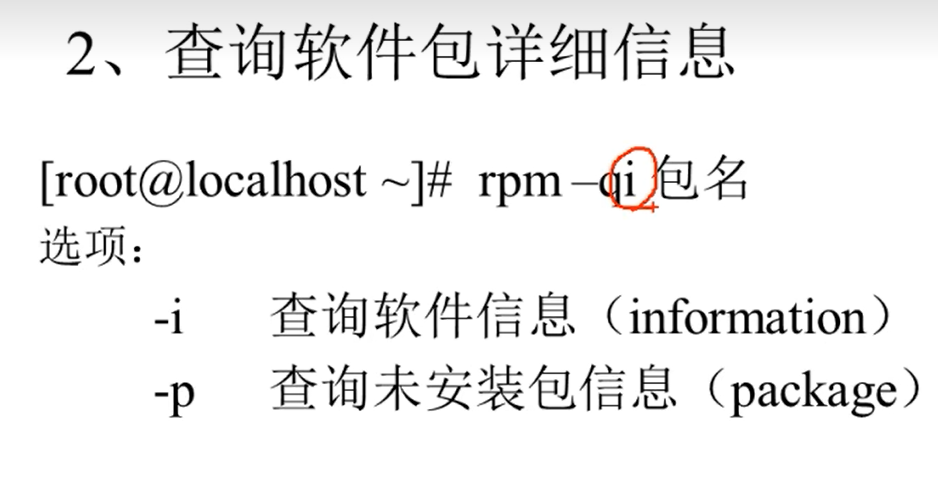 2、查询软件包详细信息
[root@localhost ~]# rpm –qi 包名
选项：
-i 查询软件信息（information）
-p 查询未安装包信息（package）